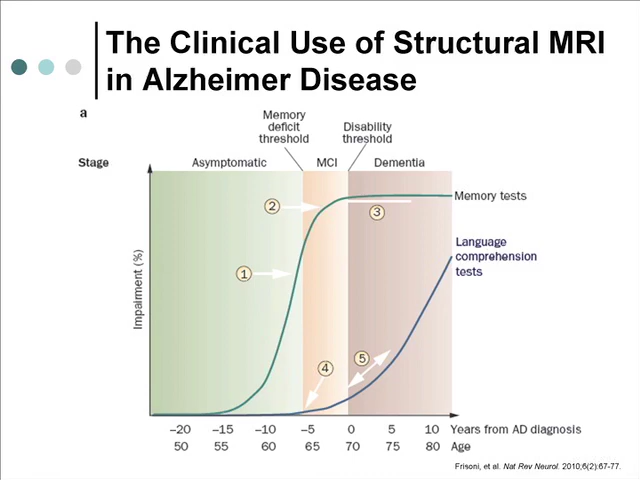 The Clinical Use of Structural MRI
in Alzheimer Disease
a
Memory
deficit
threshold
Disability
threshold
Stage
Asymptomatic
MCI
Dementia
Impairment (%)
1
2
3
4
5
Memory tests
Language
comprehension
tests
–20 –15 –10 –5 0 5 10 Years from AD diagnosis
50 55 60 65 70 75 80 Age
Frisoni, et al. Nat Rev Neurol. 2010;6(2):67-77.